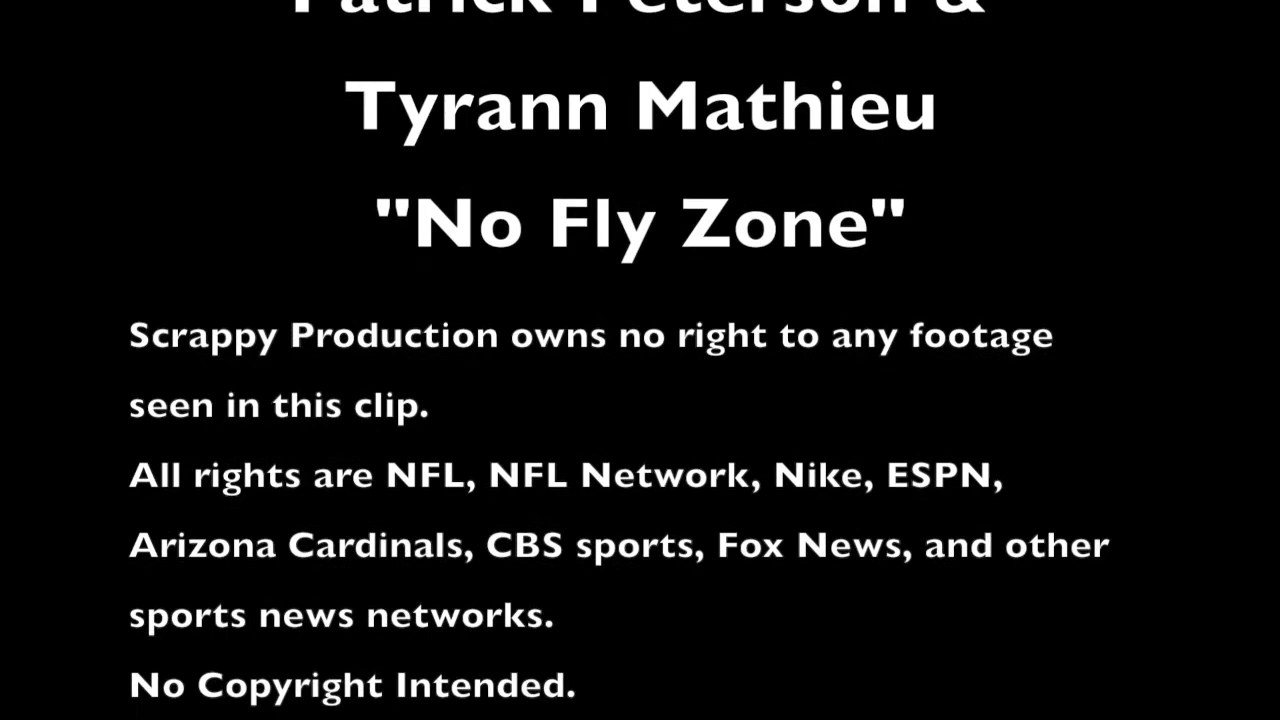 Patrick Peterson &
Tyrann Mathieu
"No Fly Zone"
Scrappy Production owns no right to any footage
seen in this clip.
All rights are NFL, NFL Network, Nike, ESPN,
Arizona Cardinals, CBS sports, Fox News, and other
sports news networks.
No Copyright Intended.